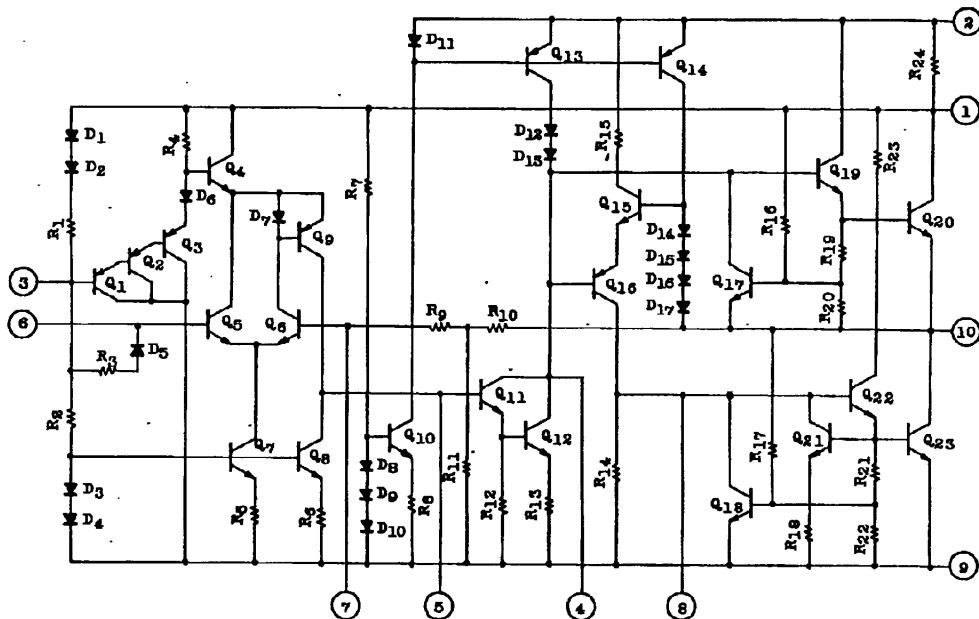 2
D11
Q13
Q14
R24
1
D1
R4
D12
R15
R23
D2
Q4
D13
Q19
D6
R7
Q15
R16
Q20
R1
D7
Q9
D14
R19
Q3
D15
Q2
Q16
D16
Q17
3
Q1
D17
R20
6
Q5
Q6
R9
R10
10
D5
R3
Q11
Q22
R2
Q10
Q12
R17
Q21
Q23
Q7
Q8
D8
R11
R14
R21
D3
D9
R8
R12
R13
Q18
D4
R5
R6
D10
R18
R22
9
7
5
4
8